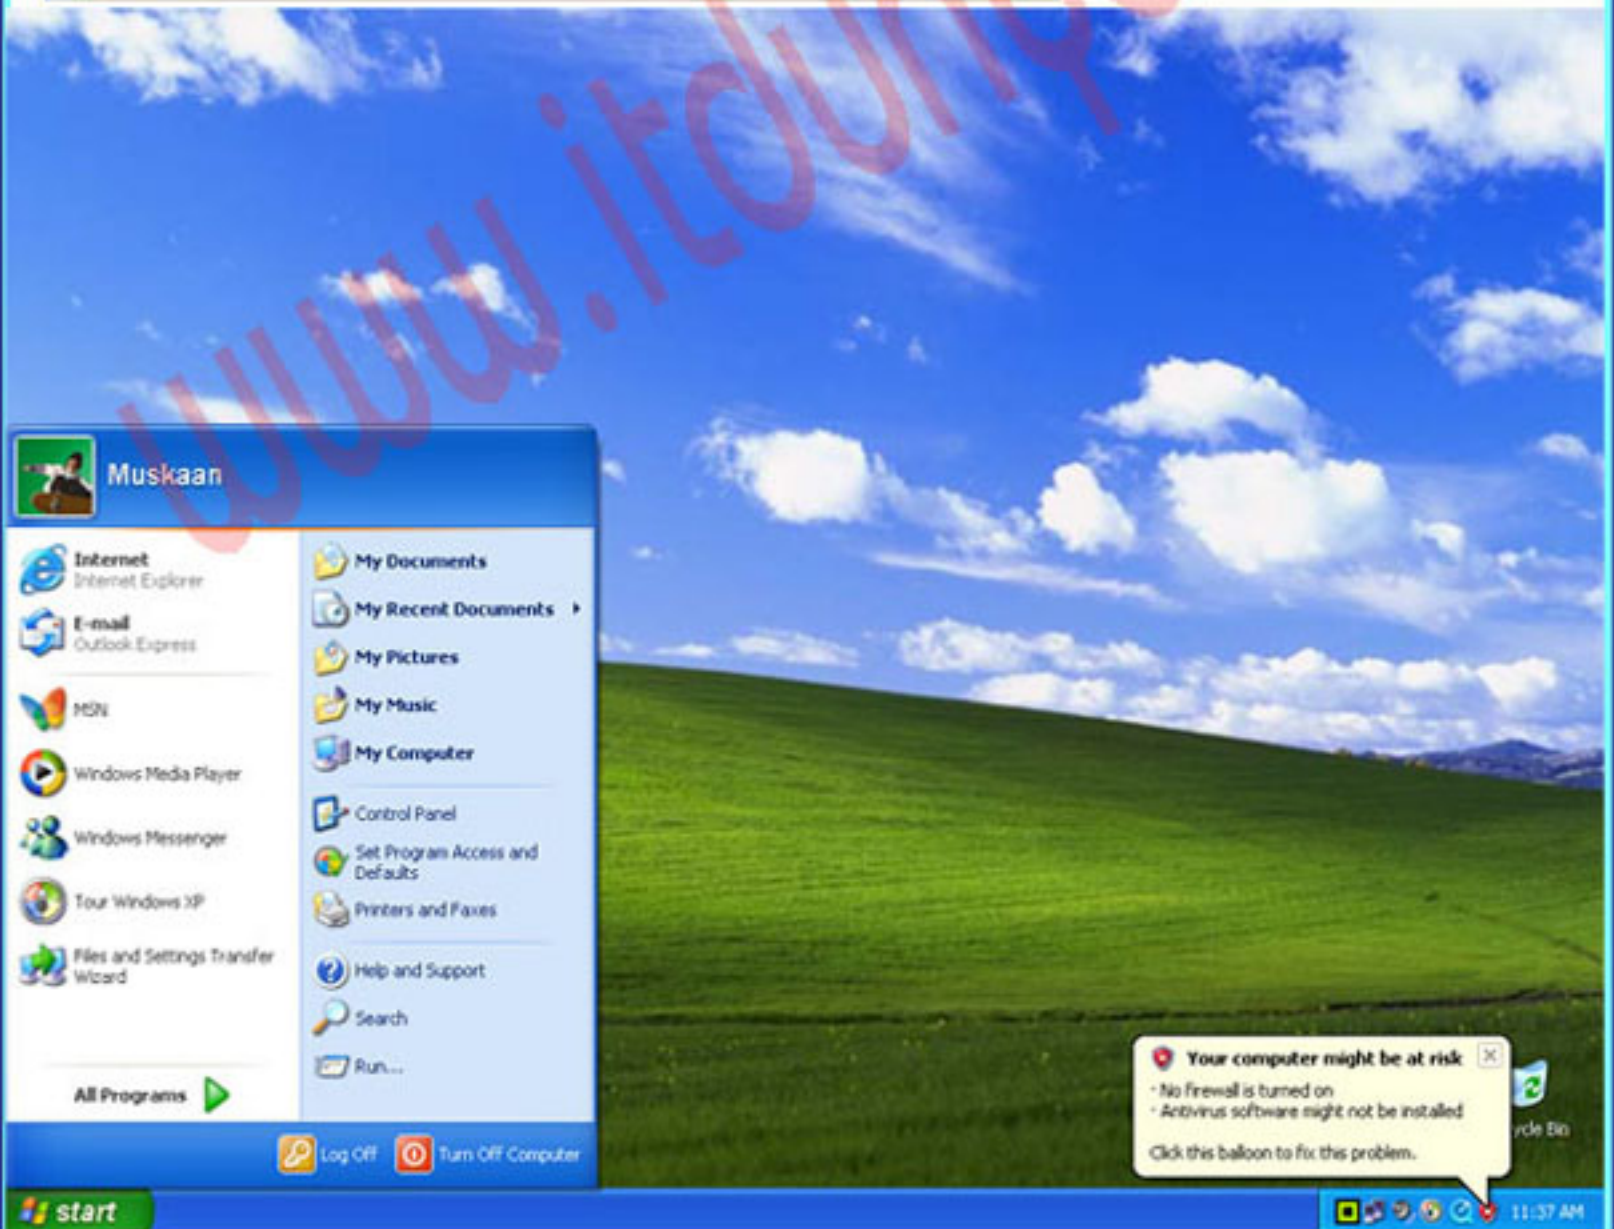 www.itduny
Muskaan
Internet
Internet Explorer
E-mail
Outlook Express
MSN
Windows Media Player
Windows Messenger
Tour Windows XP
Files and Settings Transfer
Wizard
All Programs
My Documents
My Recent Documents
My Pictures
My Music
My Computer
Control Panel
Set Program Access and
Defaults
Printers and Faxes
Help and Support
Search
Run...
Log Off
Turn Off Computer
Your computer might be at risk
- No firewall is turned on
- Antivirus software might not be installed
Click this balloon to fix this problem.
ycle Bin
start
11:37 AM